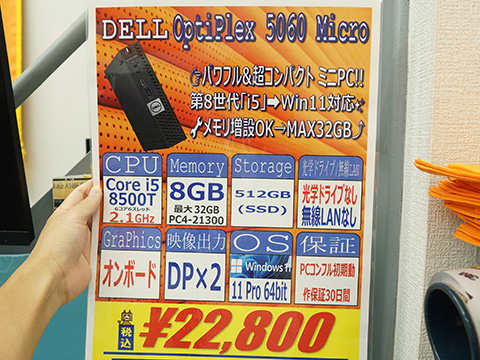 DELL OptiPlex 5060 Micro
パワフル&超コンパクト ミニPC!!
第8世代「i5」→Win11対応
メモリ増設OK→MAX32GB
CPU
Core i5
8500T
6コア6スレッド
2.1GHz
Memory
8GB
最大32GB
PC4-21300
Storage
512GB
(SSD)
光学ドライブ/無線LAN
光学ドライブなし
無線LANなし
GraPhics
オンボード
映像出力
DP×2
OS
Windows 11
11 Pro 64bit
保証
PCコンフル初期動
作保証30日間
税込
¥22,800